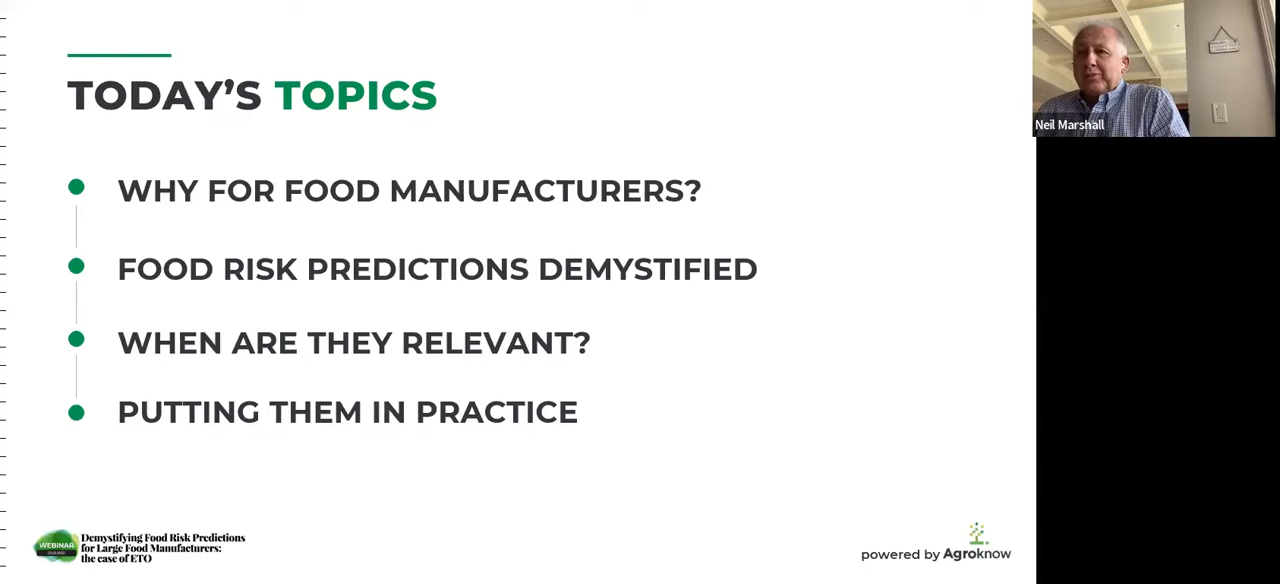 TODAY’S TOPICS
WHY FOR FOOD MANUFACTURERS?
FOOD RISK PREDICTIONS DEMYSTIFIED
WHEN ARE THEY RELEVANT?
PUTTING THEM IN PRACTICE
Neil Marshall
WEBINAR
Demystifying Food Risk Predictions
for Large Food Manufacturers:
the case of ETO
powered by Agroknow